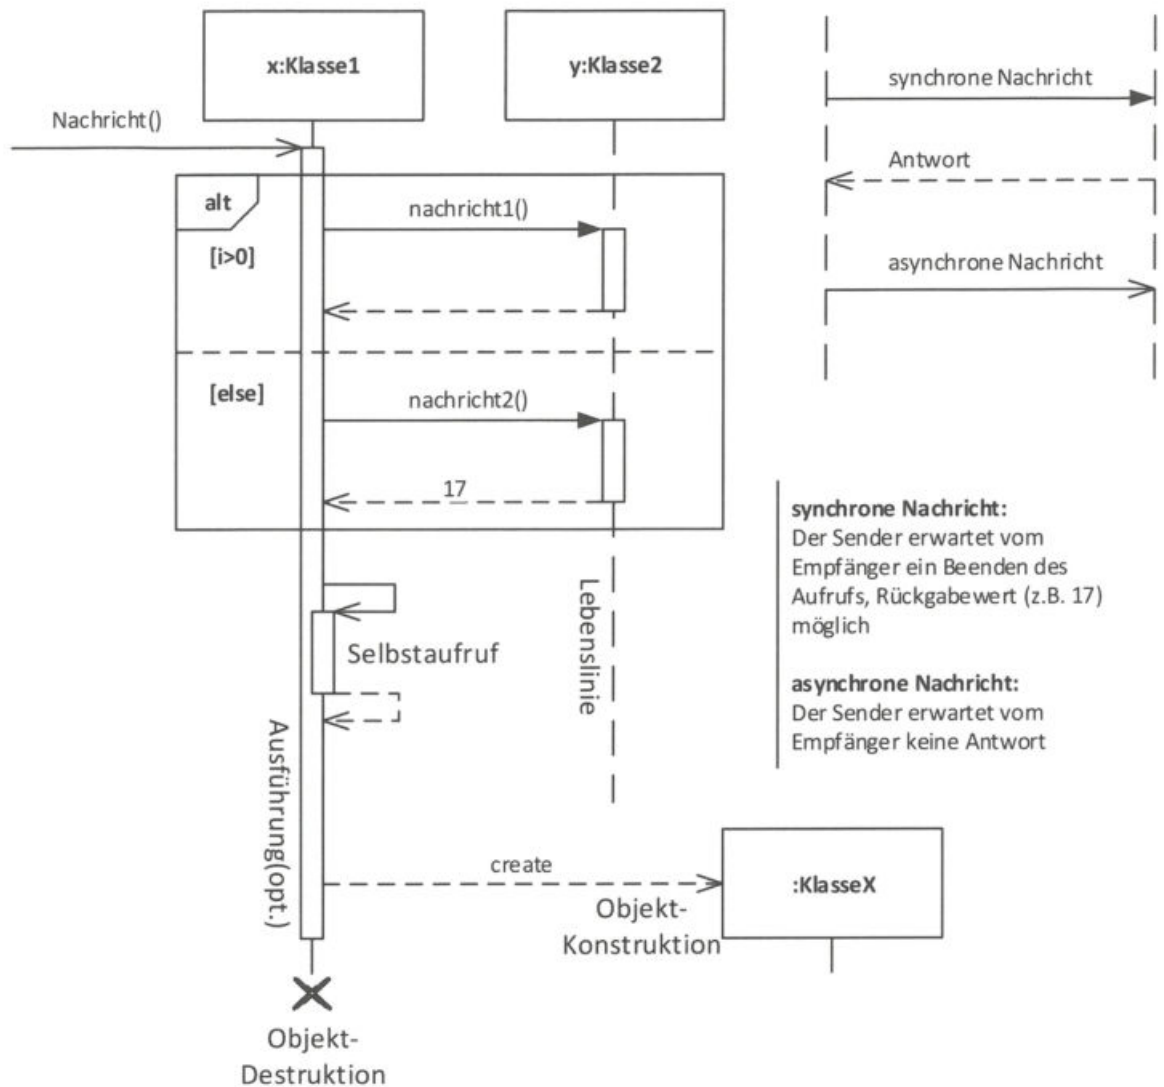 x:Klasse1
y:Klasse2
Nachricht()
alt
nachricht1()
[i>0]
[else]
nachricht2()
17
Selbstaufruf
Lebenslinie
Ausführung(opt.)
create
:KlasseX
Objekt-
Konstruktion
Objekt-
Destruktion
synchrone Nachricht
Antwort
asynchrone Nachricht
synchrone Nachricht:
Der Sender erwartet vom
Empfänger ein Beenden des
Aufrufs, Rückgabewert (z.B. 17)
möglich
asynchrone Nachricht:
Der Sender erwartet vom
Empfänger keine Antwort